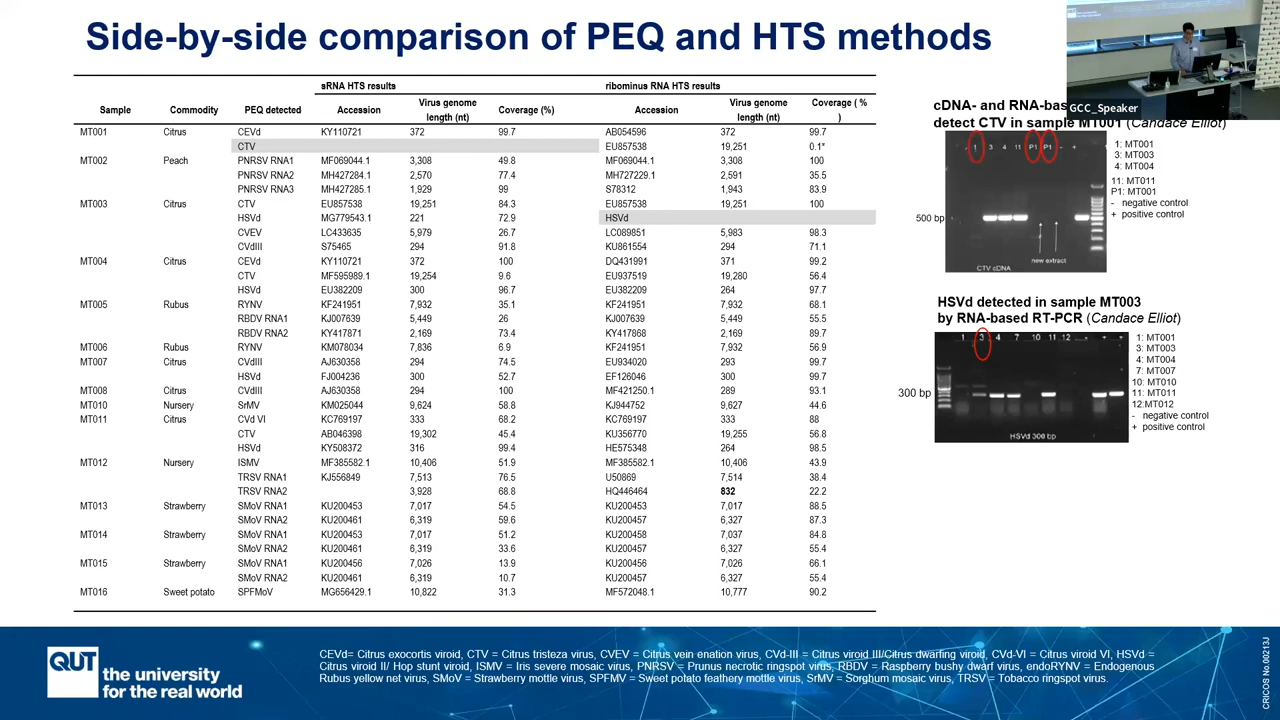 Side-by-side comparison of PEQ and HTS methods
sRNA HTS results ribominus RNA HTS results
Sample Commodity PEQ detected Accession Virus genome length (nt) Coverage (%) Accession Virus genome length (nt) Coverage ( % )
MT001 Citrus CEVd KY110721 372 99.7 AB054596 372 99.7
CTV EU857538 19,251 0.1*
MT002 Peach PNRSV RNA1 MF069044.1 3,308 49.8 MF069044.1 3,308 100
PNRSV RNA2 MH427284.1 2,570 77.4 MH727229.1 2,591 35.5
PNRSV RNA3 MH427285.1 1,929 99 S78312 1,943 83.9
MT003 Citrus CTV EU857538 19,251 84.3 EU857538 19,251 100
HSVd MG779543.1 221 72.9 HSVd
CVEV LC433635 5,979 26.7 LC089851 5,983 98.3
CVdIII S75465 294 91.8 KU861554 294 71.1
MT004 Citrus CEVd KY110721 372 100 DQ431991 371 99.2
CTV MF595989.1 19,254 9.6 EU937519 19,280 56.4
HSVd EU382209 300 96.7 EU382209 264 97.7
MT005 Rubus RYNV KF241951 7,932 35.1 KF241951 7,932 68.1
RBDV RNA1 KJ007639 5,449 26 KJ007639 5,449 55.5
RBDV RNA2 KJ417871 2,169 73.4 KY417868 2,169 89.7
MT006 Rubus RYNV KM078034 7,836 6.9 KF241951 7,932 56.9
MT007 Citrus CVdIII AJ630358 294 74.5 EU934020 293 99.7
HSVd FJ004236 300 52.7 EF126046 300 99.7
MT008 Citrus CVdIII AJ630358 294 100 MF421250.1 289 93.1
MT010 Nursery SrMV KM025044 9,624 58.8 KJ944752 9,627 44.6
MT011 Citrus CVd VI KC769197 333 68.2 KC769197 333 88
CTV AB046398 19,302 45.4 KU356770 19,255 56.8
HSVd KY508372 316 99.4 HE575348 264 98.5
MT012 Nursery ISMV MF385582.1 10,406 51.9 MF385582.1 10,406 43.9
TRSV RNA1 KJ556849 7,513 76.5 U50869 7,514 38.4
TRSV RNA2 3,928 68.8 HQ446464 832 22.2
MT013 Strawberry SMoV RNA1 KU200453 7,017 54.5 KU200453 7,017 88.5
SMoV RNA2 KU200461 6,319 59.6 KU200457 6,327 87.3
MT014 Strawberry SMoV RNA1 KU200453 7,017 51.2 KU200458 7,037 84.8
SMoV RNA2 KU200461 6,319 33.6 KU200457 6,327 55.4
MT015 Strawberry SMoV RNA1 KU200456 7,026 13.9 KU200456 7,026 66.1
SMoV RNA2 KU200461 6,319 10.7 KU200457 6,327 55.4
MT016 Sweet potato SPFMoV MG656429.1 10,822 31.3 MF572048.1 10,777 90.2
GCC_Speaker
cDNA- and RNA-bas
detect CTV in sample MT001 (Candace Elliot)
1 3 4 11 P1 P1 - +
500 bp
new extract
CTV cDNA
1: MT001
3: MT003
4: MT004
11: MT011
P1: MT001
- negative control
+ positive control
HSVd detected in sample MT003
by RNA-based RT-PCR (Candace Elliot)
1 3 4 7 10 11 12 - + +
300 bp
HSVd 300 bp
1: MT001
3: MT003
4: MT004
7: MT007
10: MT010
11: MT011
12:MT012
- negative control
+ positive control
QUT
the university
for the real world
CEVd= Citrus exocortis viroid, CTV = Citrus tristeza virus, CVEV = Citrus vein enation virus, CVd-III = Citrus viroid III/Citrus dwarfing viroid, CVd-VI = Citrus viroid VI, HSVd =
Citrus viroid II/ Hop stunt viroid, ISMV = Iris severe mosaic virus, PNRSV = Prunus necrotic ringspot virus, RBDV = Raspberry bushy dwarf virus, endoRYNV = Endogenous
Rubus yellow net virus, SMoV = Strawberry mottle virus, SPFMV = Sweet potato feathery mottle virus, SrMV = Sorghum mosaic virus, TRSV = Tobacco ringspot virus.
CRICOS No.00213J